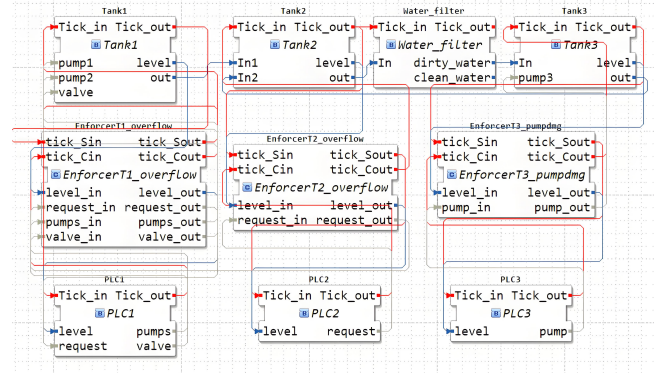 Tank1
Tick_in Tick_out
Tank1
pump1 level
pump2 out
valve
Tank2
Tick_in Tick_out
Tank2
In1 level
In2 out
Water_filter
Tick_in Tick_out
Water_filter
In dirty_water
clean_water
Tank3
Tick_in Tick_out
Tank3
In level
pump3 out
EnforcerT1_overflow
tick_Sin tick_Sout
tick_Cin tick_Cout
EnforcerT1_overflow
level_in level_out
request_in request_out
pumps_in pumps_out
valve_in valve_out
EnforcerT2_overflow
tick_Sin tick_Sout
tick_Cin tick_Cout
EnforcerT2_overflow
level_in level_out
request_in request_out
EnforcerT3_pumpdmg
tick_Sin tick_Sout
tick_Cin tick_Cout
EnforcerT3_pumpdmg
level_in level_out
pump_in pump_out
PLC1
Tick_in Tick_out
PLC1
level pumps
request valve
PLC2
Tick_in Tick_out
PLC2
level request
PLC3
Tick_in Tick_out
PLC3
level pump